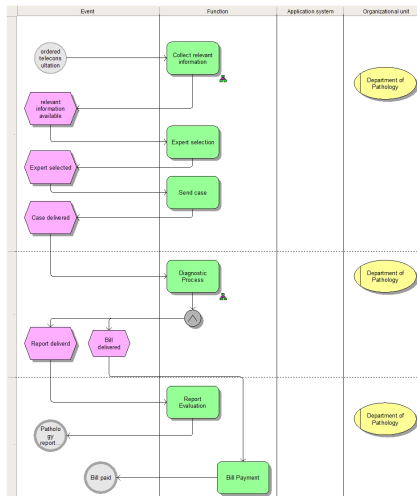 Event
Function
Application system
Organizational unit
ordered
telecons
ultation
Collect relevant
information
Department of
Pathology
relevant
information
available
Expert selection
Expert selected
Send case
Case delivered
Diagnostic
Process
Department of
Pathology
Report deliverd
Bill
delivered
Report
Evaluation
Department of
Pathology
Patholo
gy
report...
Bill paid
Bill Payment